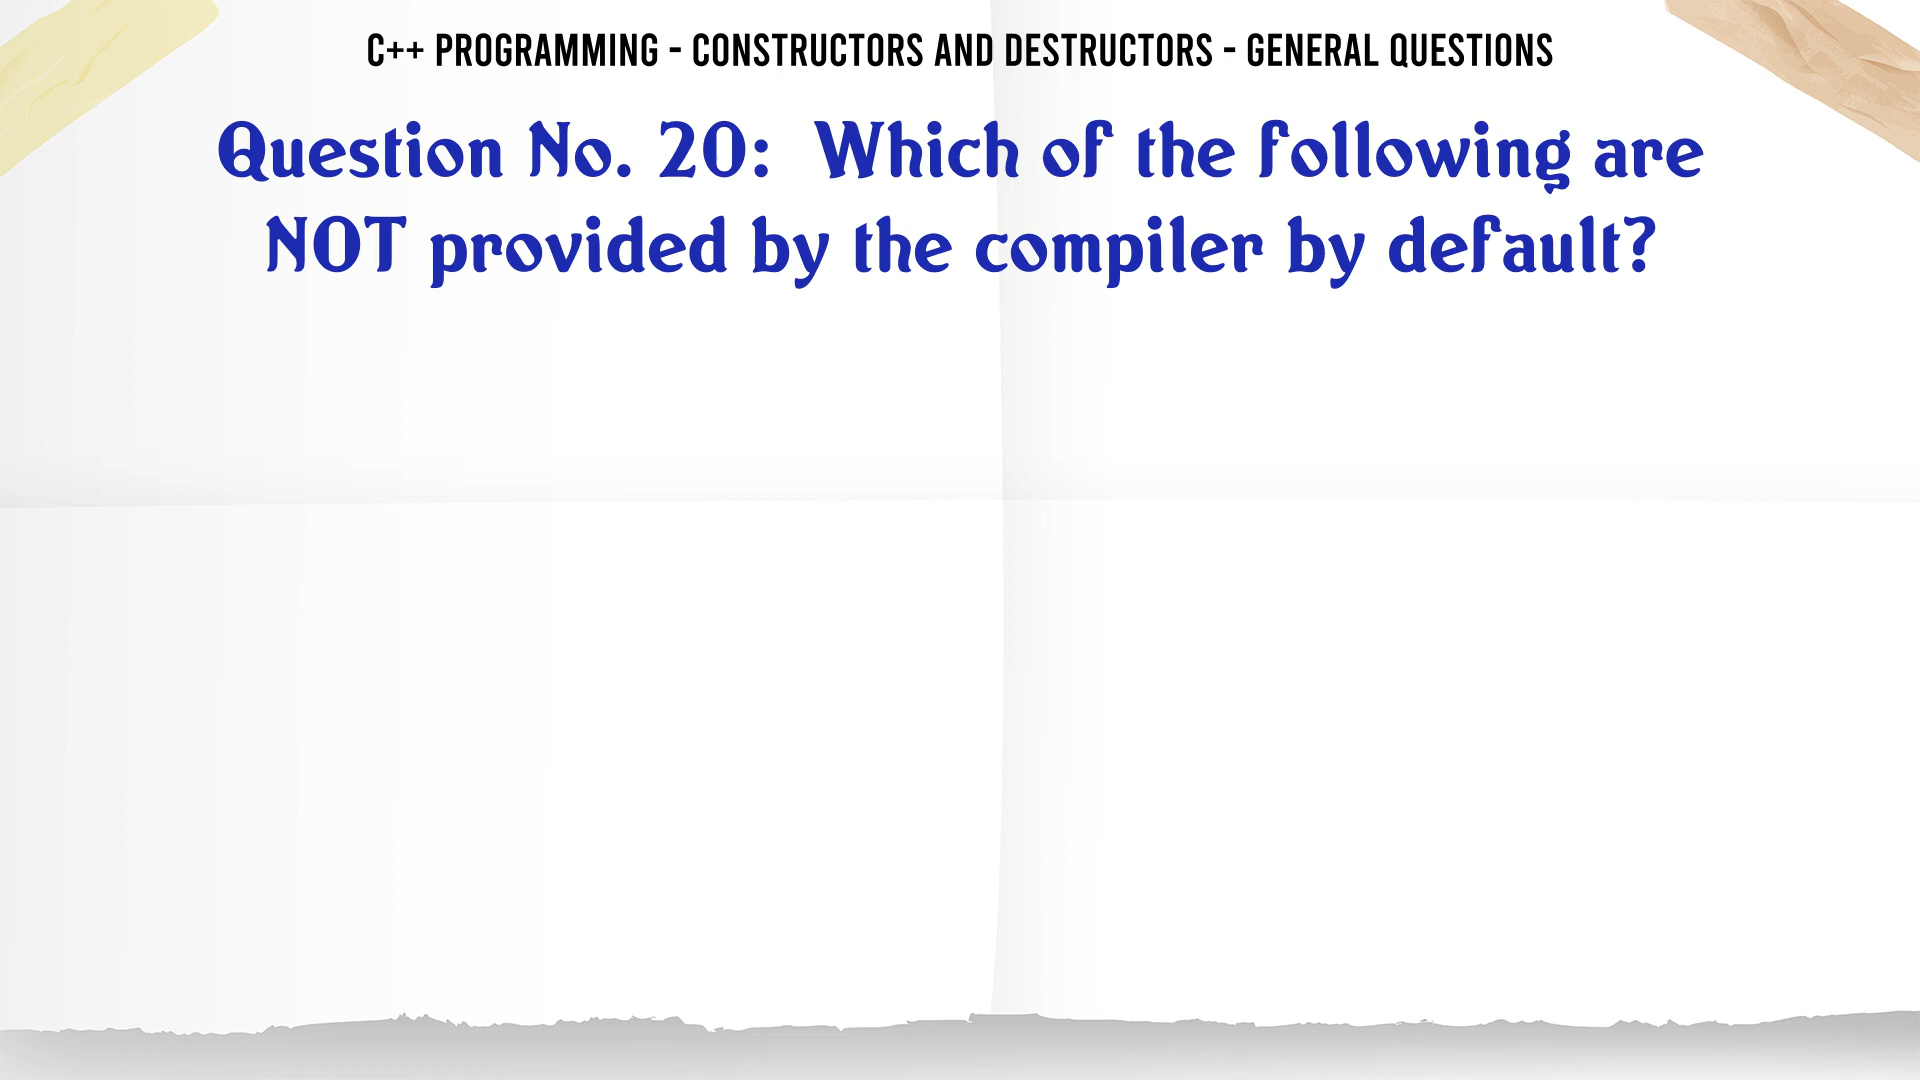 C++ PROGRAMMING - CONSTRUCTORS AND DESTRUCTORS - GENERAL QUESTIONS
Question No. 20:  Which of the following are
NOT provided by the compiler by default?